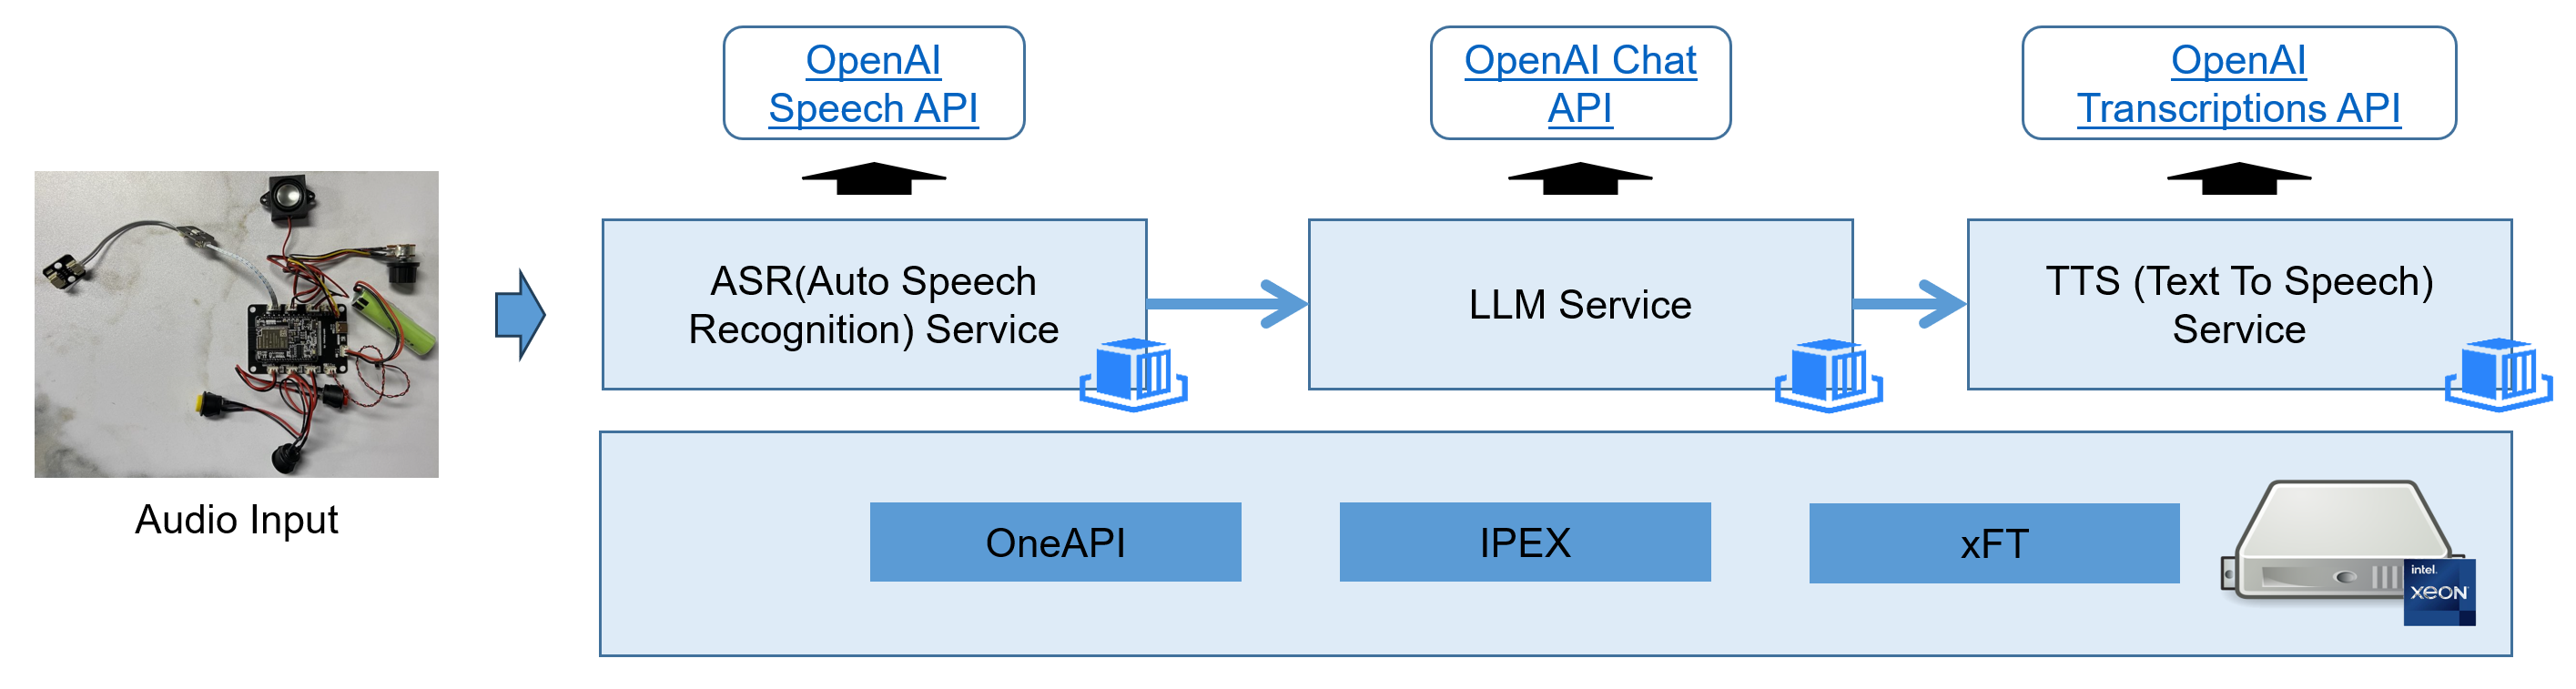 OpenAI
Speech API
OpenAI Chat
API
OpenAI
Transcriptions API
ASR(Auto Speech
Recognition) Service
LLM Service
TTS (Text To Speech)
Service
Audio Input
OneAPI
IPEX
xFT
intel.
xeon